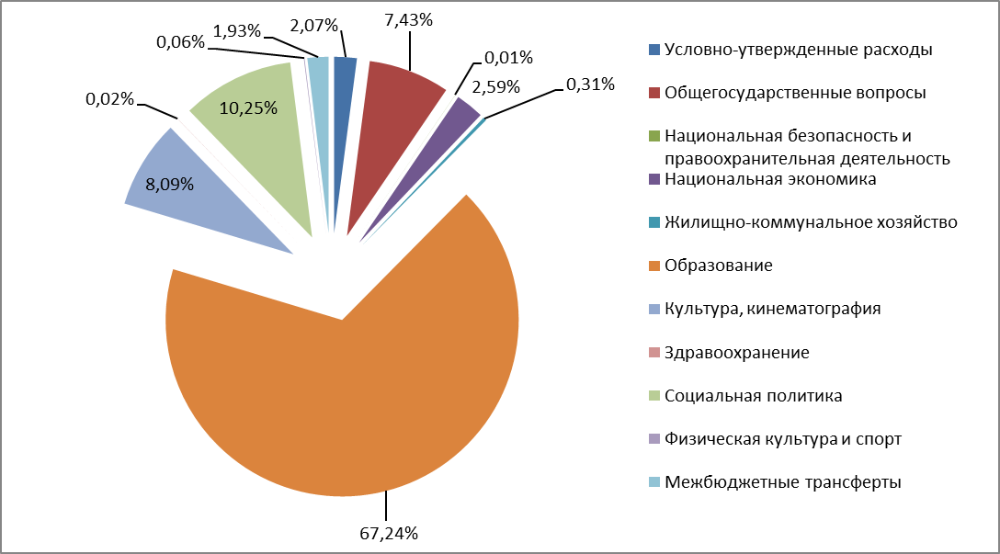 7,43%
2,07%
1,93%
0,06%
0,01%
2,59%
0,31%
0,02%
10,25%
8,09%
67,24%
Условно-утвержденные расходы
Общегосударственные вопросы
Национальная безопасность и
правоохранительная деятельность
Национальная экономика
Жилищно-коммунальное хозяйство
Образование
Культура, кинематография
Здравоохранение
Социальная политика
Физическая культура и спорт
Межбюджетные трансферты